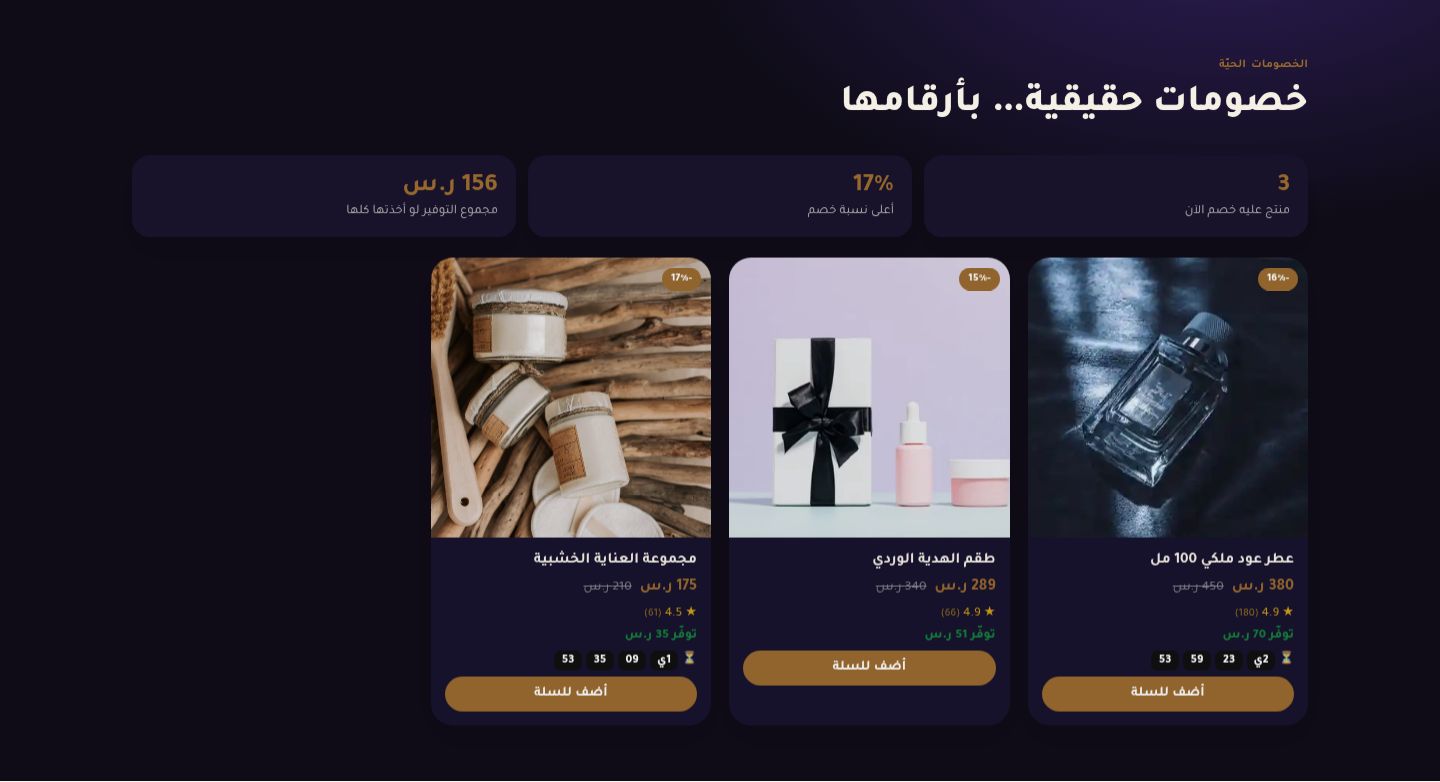 الخصومات الحيّة
خصومات حقيقية... بأرقامها
3
منتج عليه خصم الآن
17%
أعلى نسبة خصم
156 ر.س
مجموع التوفير لو أخذتها كلها
-16%
عطر عود ملكي 100 مل
380 ر.س 450 ر.س
★ 4.9 (180)
توفّر 70 ر.س
⏳ 2ي 23 59 53
أضف للسلة
-15%
طقم الهدية الوردي
289 ر.س 340 ر.س
★ 4.9 (66)
توفّر 51 ر.س
أضف للسلة
-17%
مجموعة العناية الخشبية
175 ر.س 210 ر.س
★ 4.5 (61)
توفّر 35 ر.س
⏳ 1ي 09 35 53
أضف للسلة